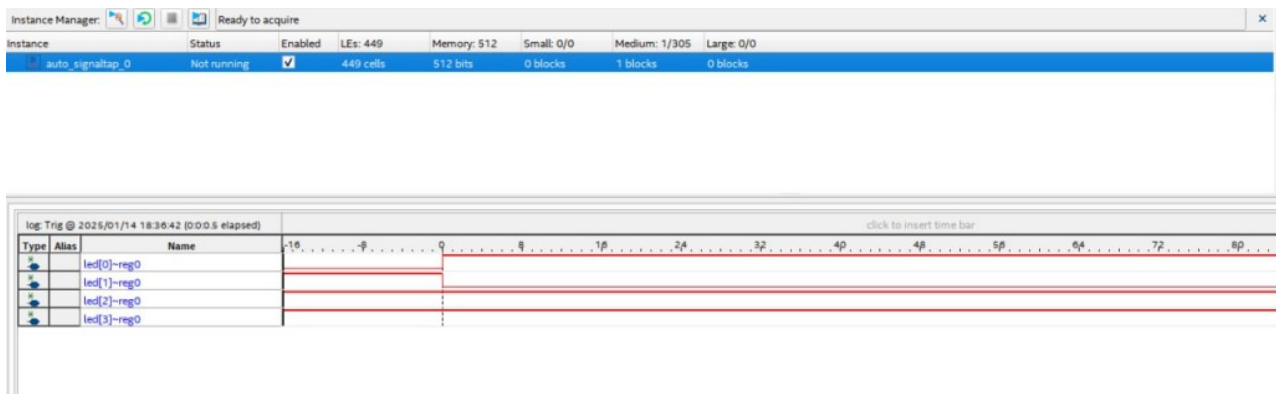 Instance Manager: Ready to acquire
Instance Status Enabled LEs: 449 Memory: 512 Small: 0/0 Medium: 1/305 Large: 0/0
auto_signaltap_0 Not running 449 cells 512 bits 0 blocks 1 blocks 0 blocks
log: Trig @ 2025/01/14 18:36:42 (0:0:0.5 elapsed) click to insert time bar
Type Alias Name -16 -8 0 8 16 24 32 40 48 56 64 72 80
led[0]~reg0
led[1]~reg0
led[2]~reg0
led[3]~reg0